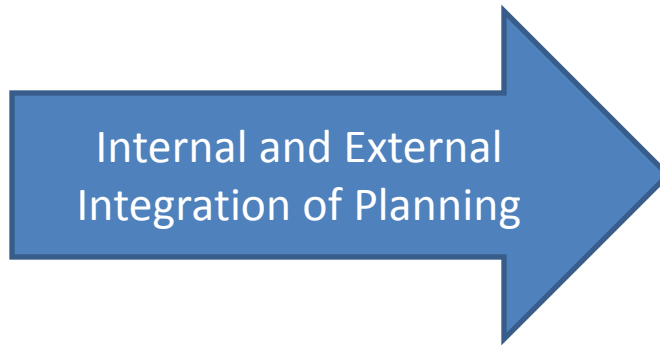 Internal and External
Integration of Planning